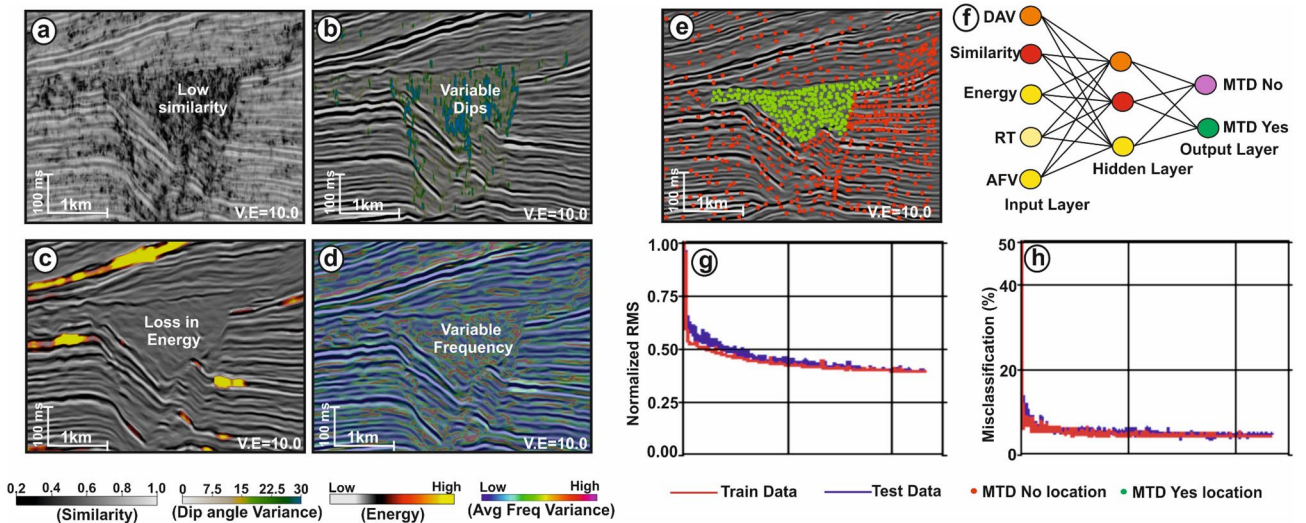 a
Low
similarity
100 ms
1km
V.E=10.0
b
Variable
Dips
100 ms
1km
V.E=10.0
c
Loss in
Energy
100 ms
1km
V.E=10.0
d
Variable
Frequency
100 ms
1km
V.E=10.0
0.2 0.4 0.6 0.8 1.0
(Similarity)
0 7,5 15 22.5 30
(Dip angle Variance)
Low High
(Energy)
Low High
(Avg Freq Variance)
e
100 ms
1km
V.E=10.0
f
DAV
Similarity
Energy
RT
AFV
Input Layer
Hidden Layer
MTD No
MTD Yes
Output Layer
g
Normalized RMS
1.00
0.75
0.50
0.25
0.00
h
Misclassification (%)
50
40
20
10
0
Train Data
Test Data
MTD No location
MTD Yes location